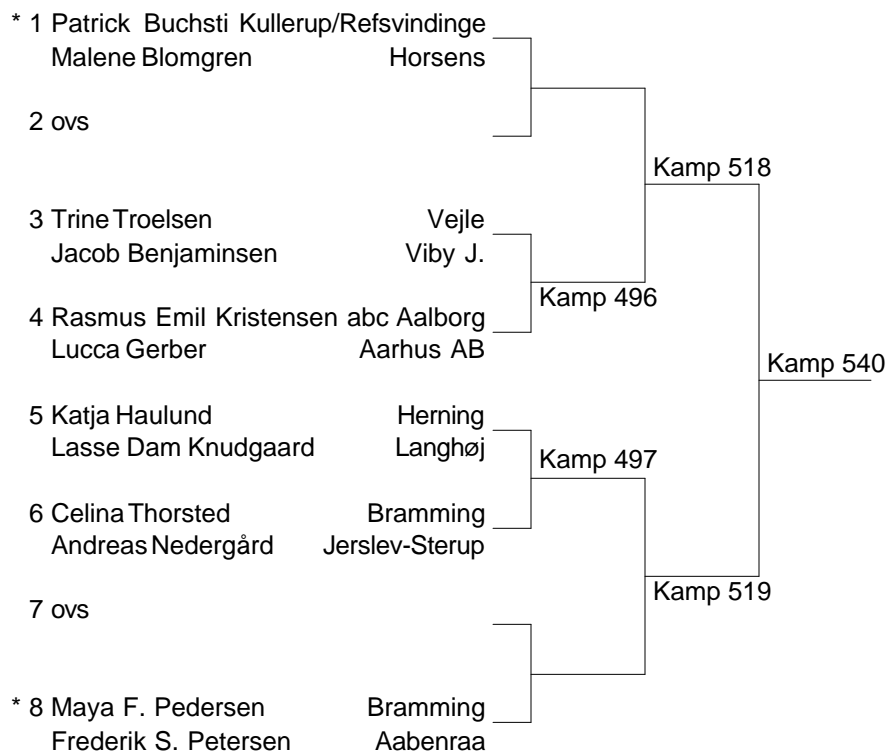 * 1 Patrick Buchsti Kullerup/Refsvindinge
Malene Blomgren Horsens
2 ovs
Kamp 518
3 Trine Troelsen Vejle
Jacob Benjaminsen Viby J.
Kamp 496
4 Rasmus Emil Kristensen abc Aalborg
Lucca Gerber Aarhus AB
Kamp 540
5 Katja Haulund Herning
Lasse Dam Knudgaard Langhøj
Kamp 497
6 Celina Thorsted Bramming
Andreas Nedergård Jerslev-Sterup
Kamp 519
7 ovs
* 8 Maya F. Pedersen Bramming
Frederik S. Petersen Aabenraa